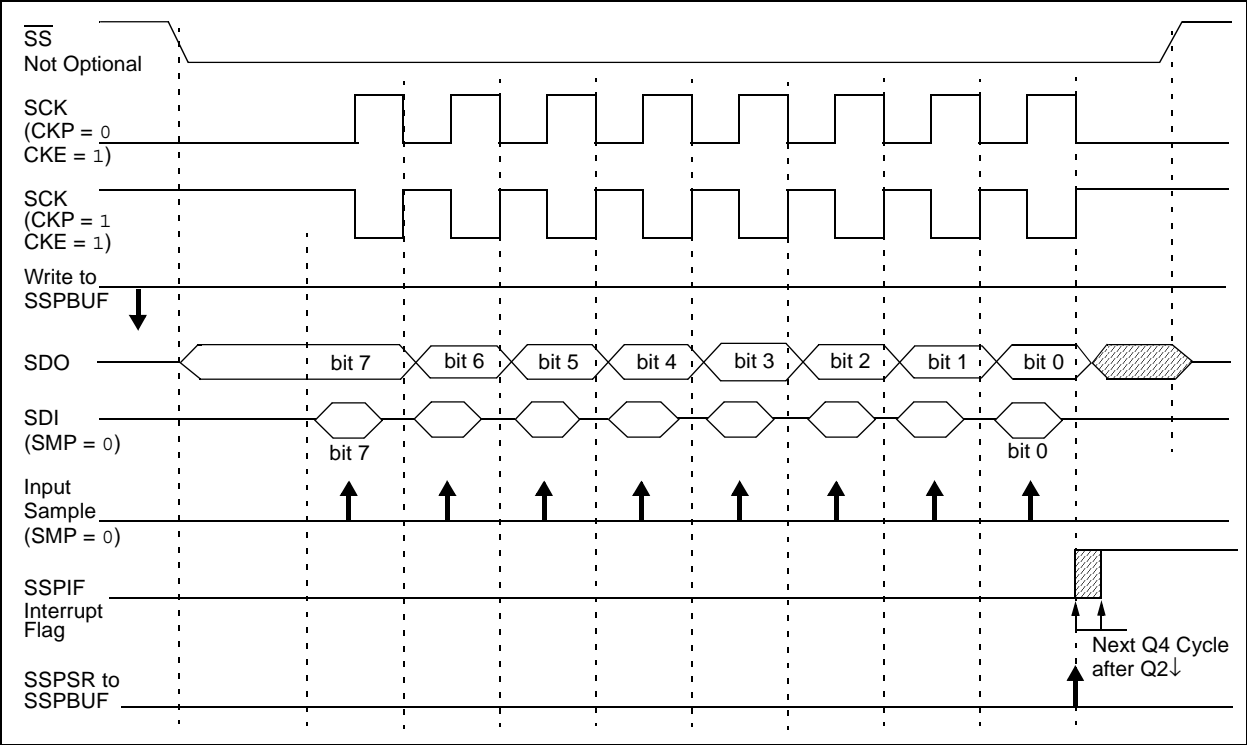 SS
Not Optional
SCK
(CKP = 0
CKE = 1)
SCK
(CKP = 1
CKE = 1)
Write to
SSPBUF
SDO
bit 7
bit 6
bit 5
bit 4
bit 3
bit 2
bit 1
bit 0
SDI
(SMP = 0)
bit 7
bit 0
Input
Sample
(SMP = 0)
SSPIF
Interrupt
Flag
Next Q4 Cycle
after Q2↓
SSPSR to
SSPBUF